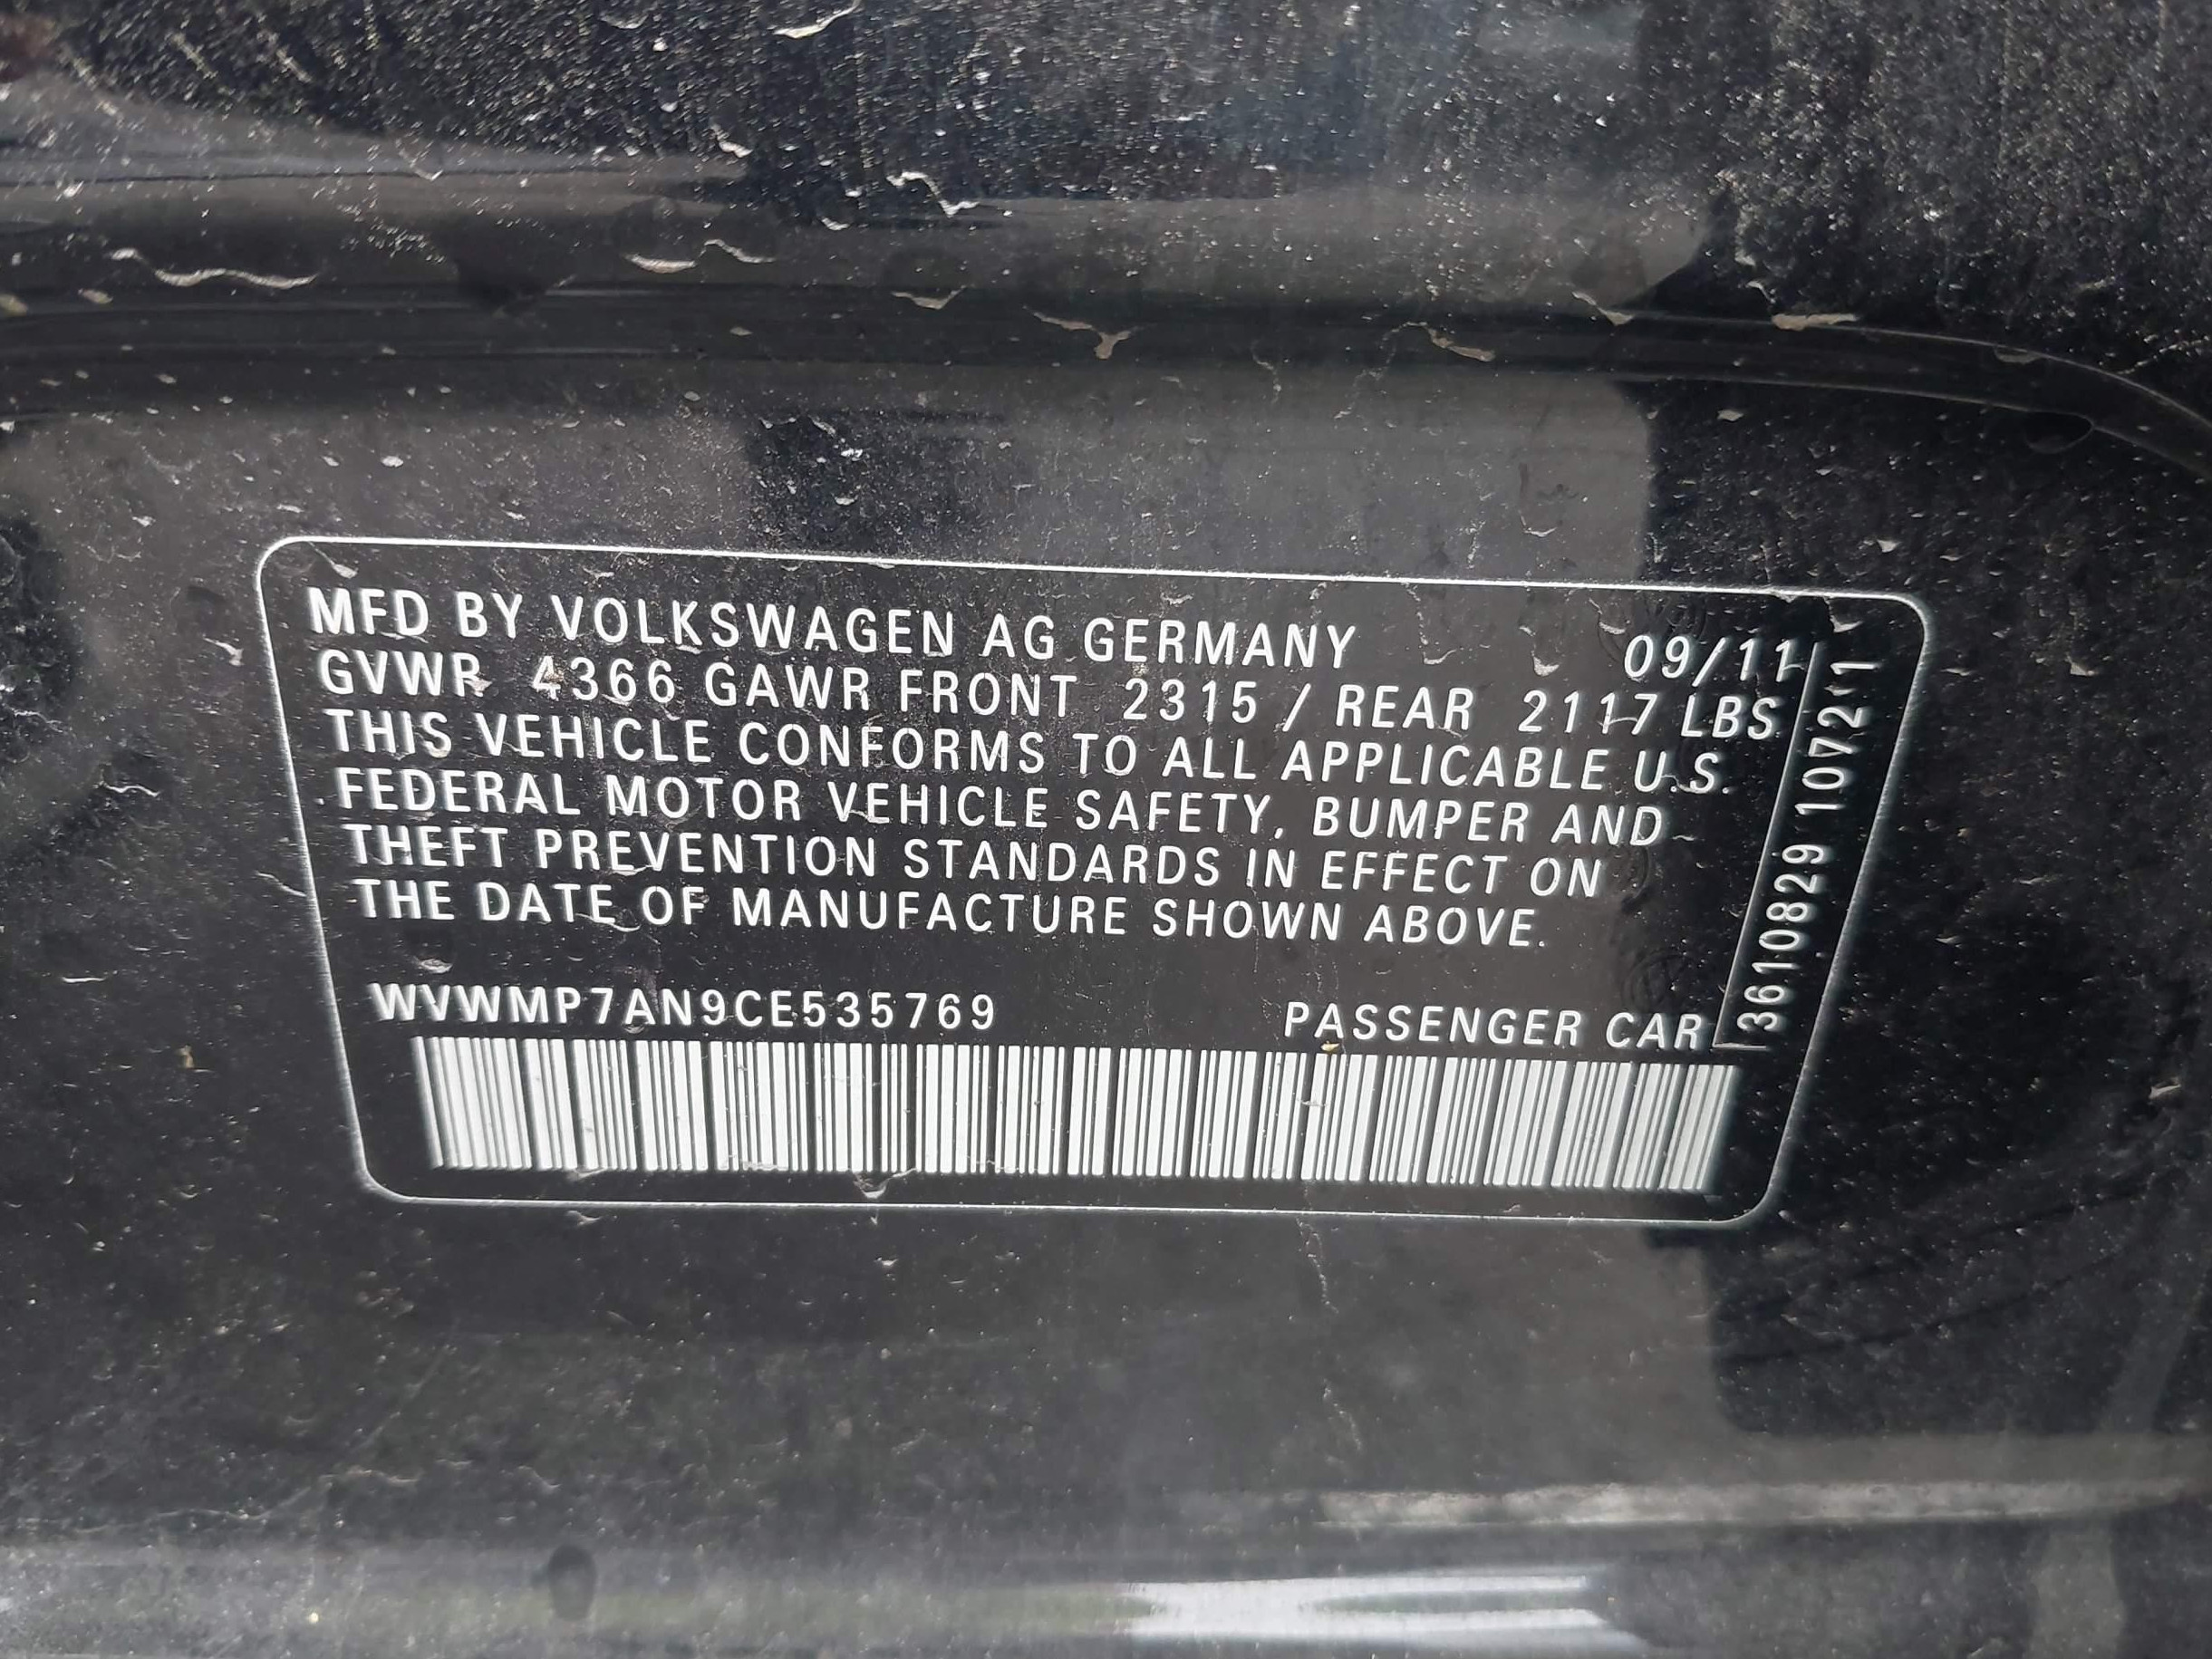 MFD BY VOLKSWAGEN AG GERMANY 09/11
GVWR 4366 GAWR FRONT 2315 / REAR 2117 LBS
THIS VEHICLE CONFORMS TO ALL APPLICABLE U.S.
FEDERAL MOTOR VEHICLE SAFETY, BUMPER AND
THEFT PREVENTION STANDARDS IN EFFECT ON
THE DATE OF MANUFACTURE SHOWN ABOVE.
WVWMP7AN9CE535769 PASSENGER CAR
3610829 10721